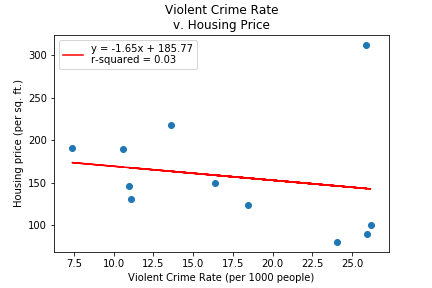 Violent Crime Rate
v. Housing Price
y = -1.65x + 185.77
r-squared = 0.03
Housing price (per sq. ft.)
300
250
200
150
100
7.5 10.0 12.5 15.0 17.5 20.0 22.5 25.0
Violent Crime Rate (per 1000 people)